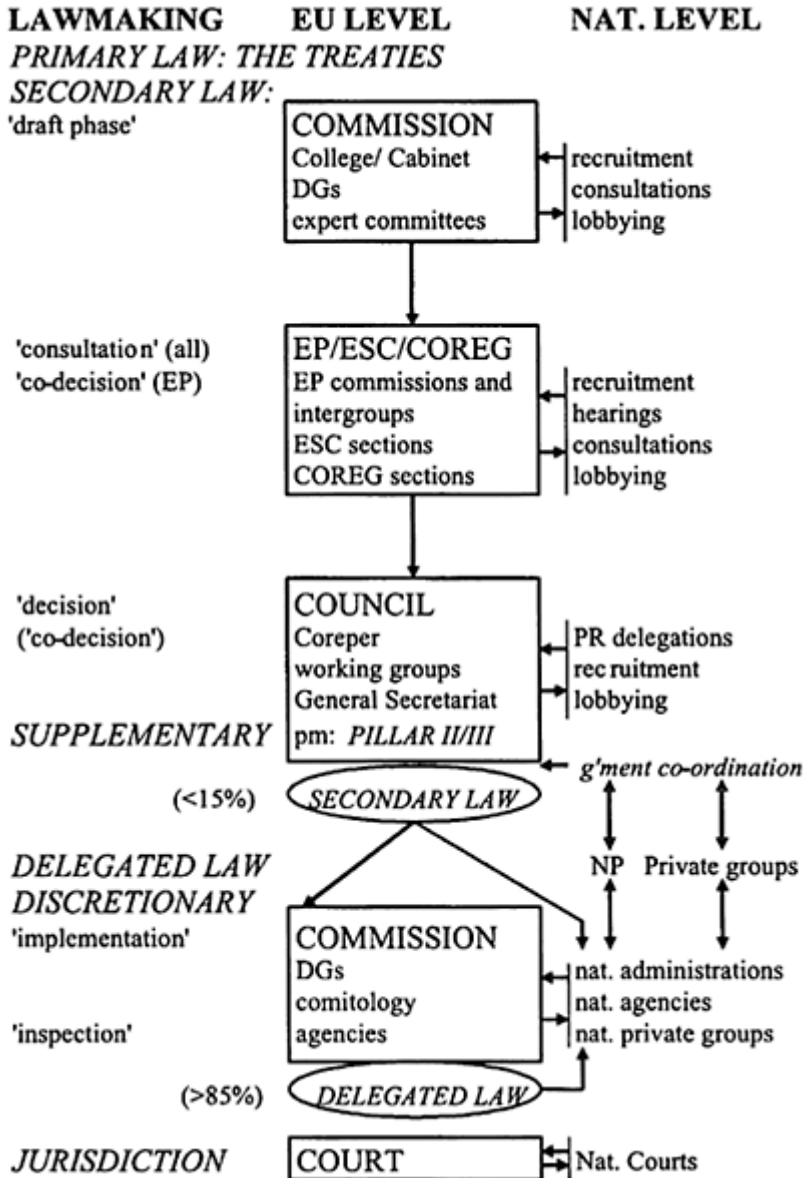 LAWMAKING EU LEVEL NAT. LEVEL
PRIMARY LAW: THE TREATIES
SECONDARY LAW:
'draft phase' COMMISSION
College/ Cabinet recruitment
DGs consultations
expert committees lobbying
'consultation' (all) EP/ESC/COREG
'co-decision' (EP) EP commissions and recruitment
intergroups hearings
ESC sections consultations
COREG sections lobbying
'decision' COUNCIL
('co-decision') Coreper PR delegations
working groups recruitment
General Secretariat lobbying
SUPPLEMENTARY pm: PILLAR II/III
g'ment co-ordination
(<15%) SECONDARY LAW
DELEGATED LAW NP Private groups
DISCRETIONARY
'implementation' COMMISSION
DGs nat. administrations
comitology nat. agencies
'inspection' agencies nat. private groups
(>85%) DELEGATED LAW
JURISDICTION COURT Nat. Courts